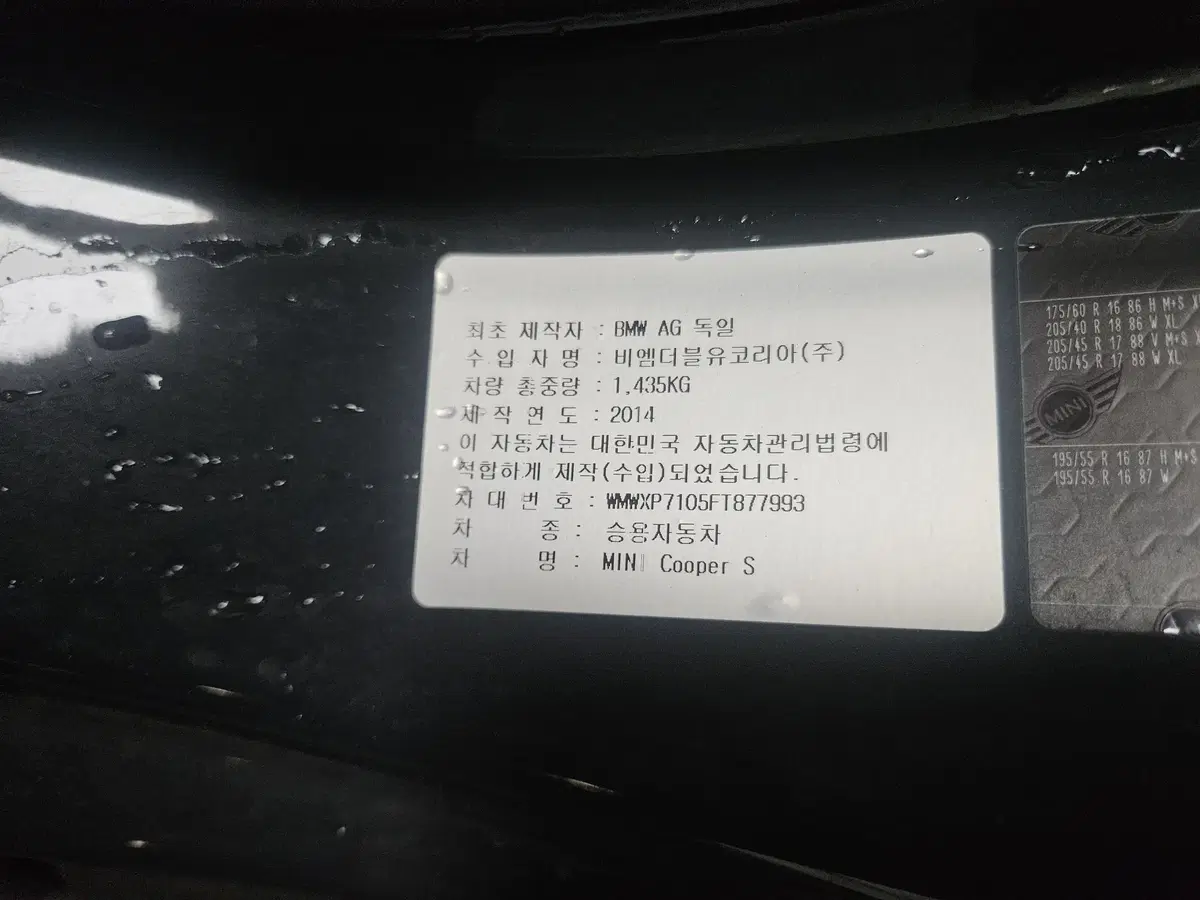 최초 제작자 : BMW AG 독일
수 입 자 명 : 비엠더블유코리아(주)
차량 총중량 : 1,435KG
제 작 연 도 : 2014
이 자동차는 대한민국 자동차관리법령에
적합하게 제작(수입)되었습니다.
차 대 번 호 : WMWXP7105FT877993
차 종 : 승용자동차
차 명 : MINI Cooper S
175/60 R 16 86 H M+S
205/40 R 18 86 W XL
205/45 R 17 88 V M+S
205/45 R 17 88 W XL
MINI
195/55 R 16 87 H M+S
195/55 R 16 87 W